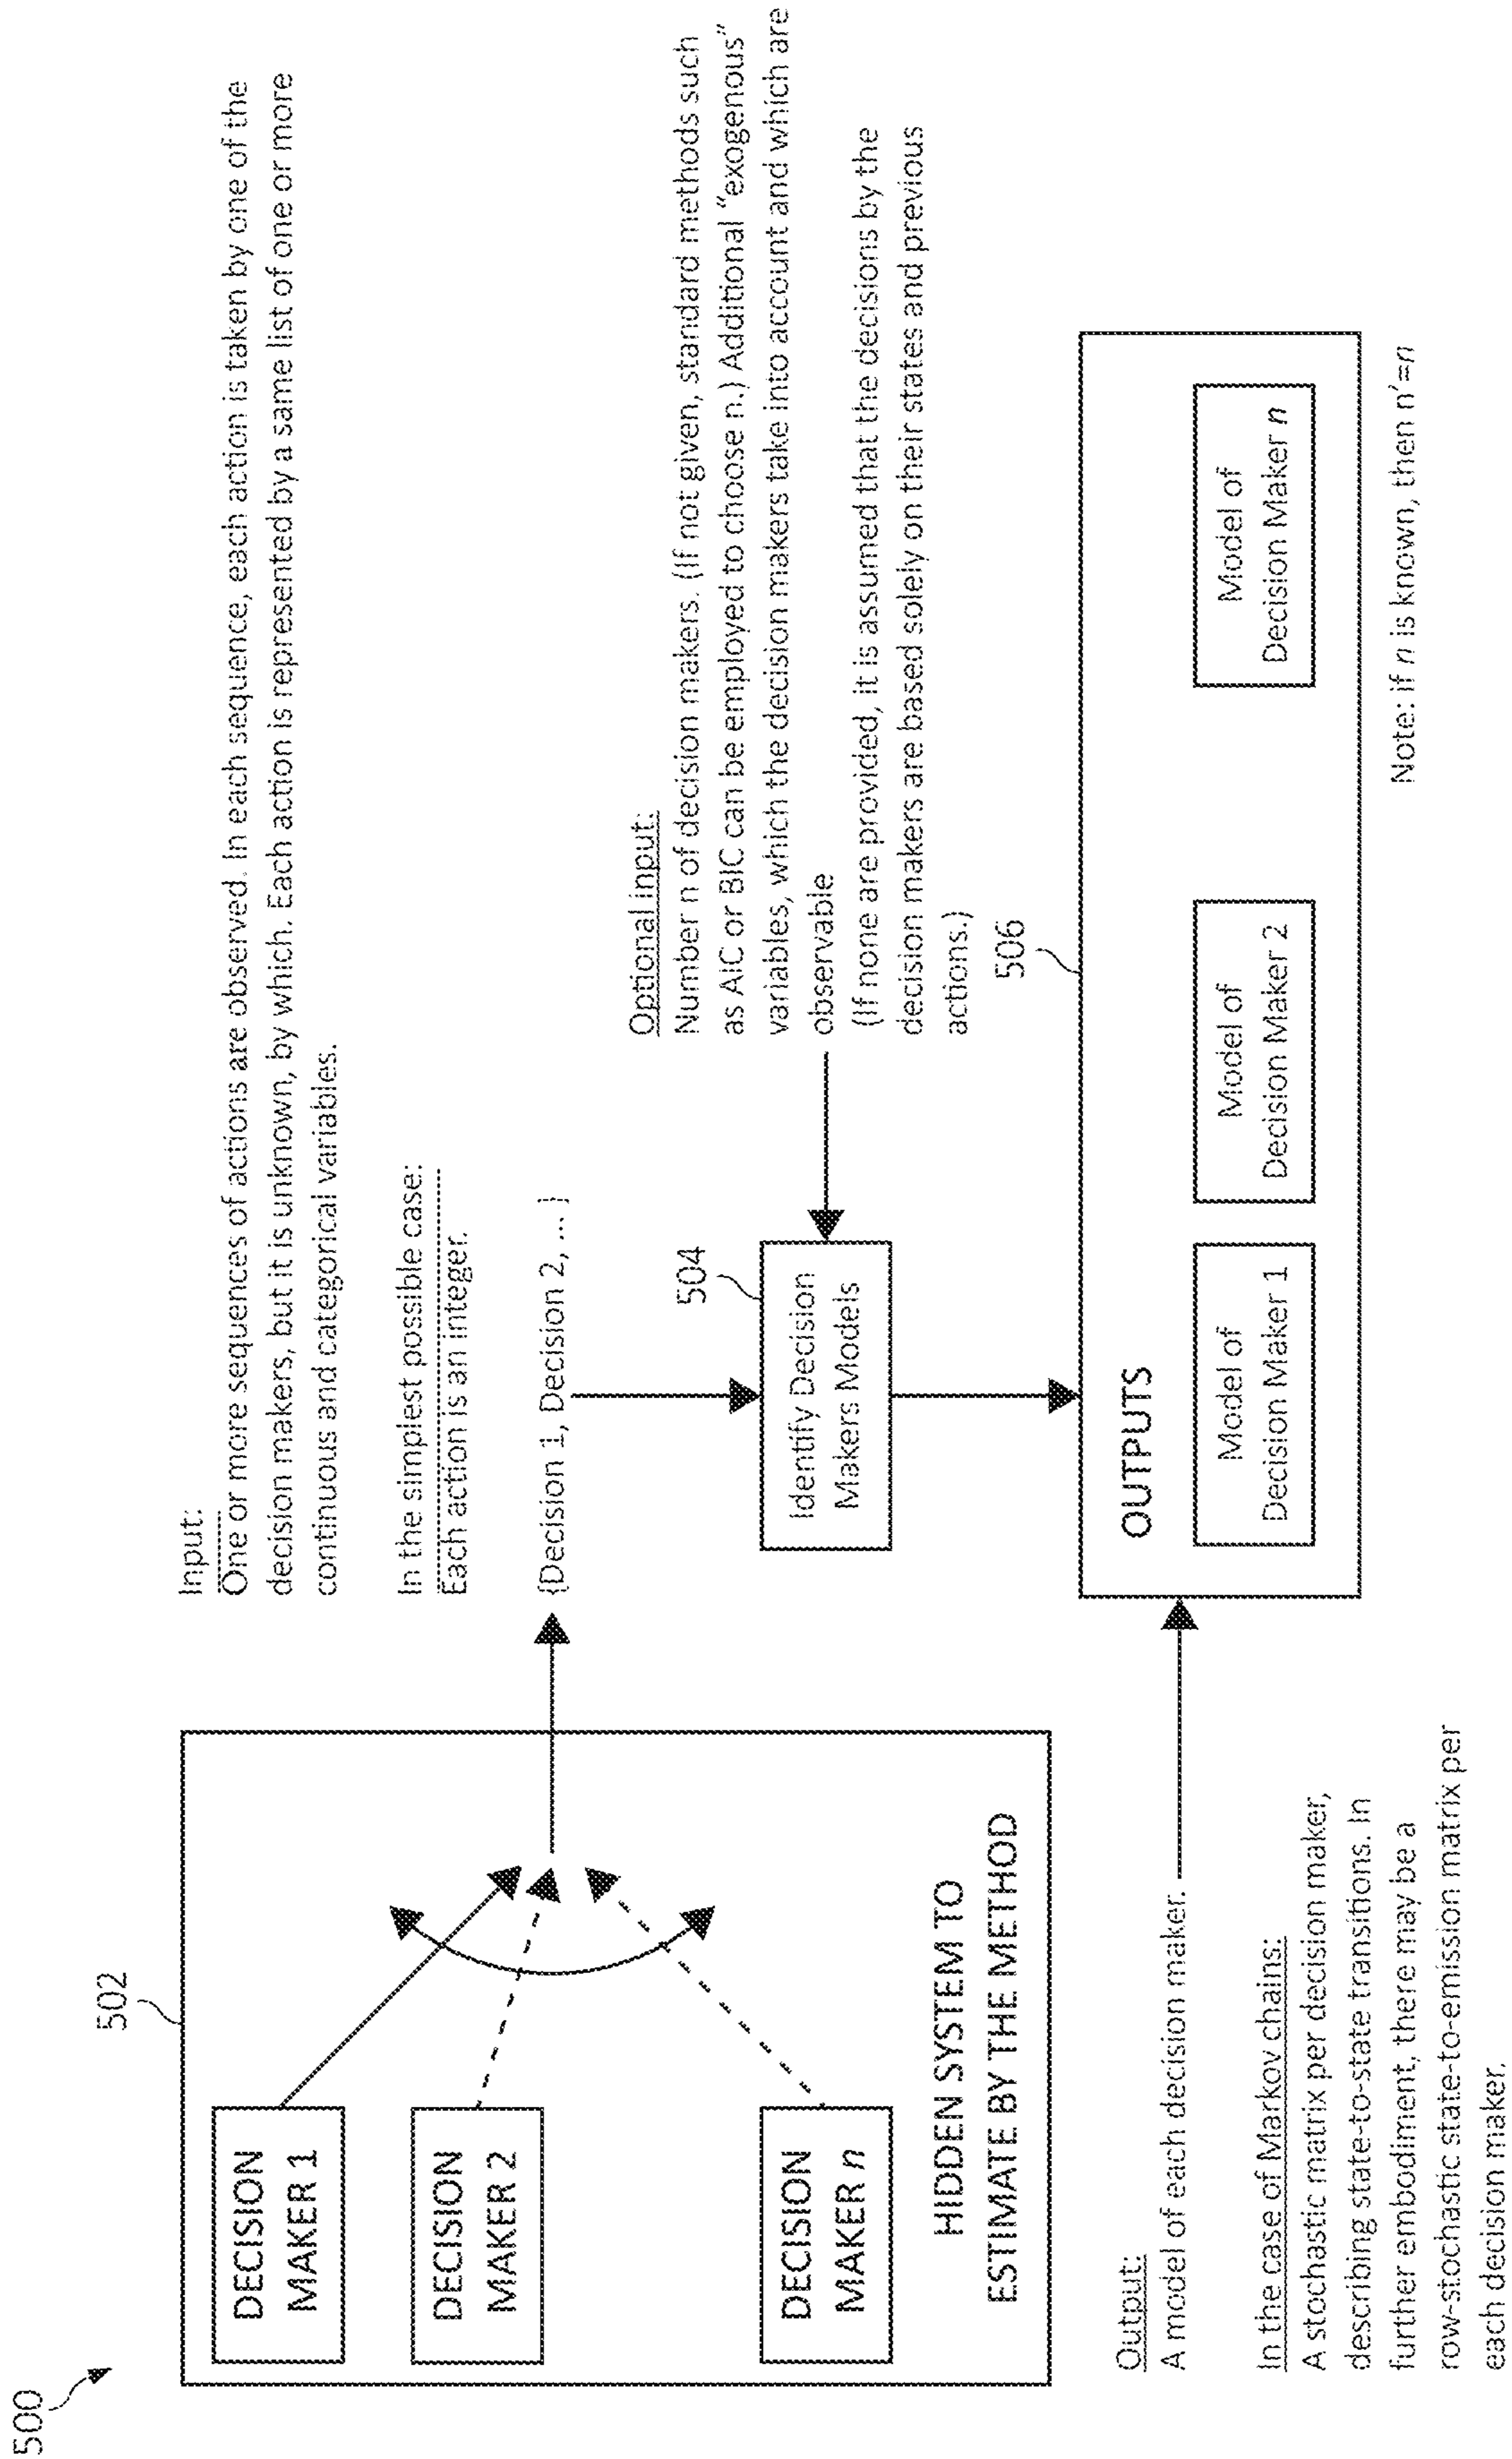 500
502
DECISION
MAKER 1
DECISION
MAKER 2
DECISION
MAKER n
HIDDEN SYSTEM TO
ESTIMATE BY THE METHOD
Input:
One or more sequences of actions are observed. In each sequence, each action is taken by one of the
decision makers, but it is unknown, by which. Each action is represented by a same list of one or more
continuous and categorical variables.
In the simplest possible case:
Each action is an integer.
{Decision 1, Decision 2, ... }
504
Identify Decision
Makers Models
Optional input:
Number n of decision makers. (If not given, standard methods such
as AIC or BIC can be employed to choose n.) Additional “exogenous”
variables, which the decision makers take into account and which are
observable
(If none are provided, it is assumed that the decisions by the
decision makers are based solely on their states and previous
actions.)
506
OUTPUTS
Model of
Decision Maker 1
Model of
Decision Maker 2
Model of
Decision Maker n
Note: if n is known, then n'=n
Output:
A model of each decision maker.
In the case of Markov chains:
A stochastic matrix per decision maker,
describing state-to-state transitions. In
further embodiment, there may be a
row-stochastic state-to-emission matrix per
each decision maker.